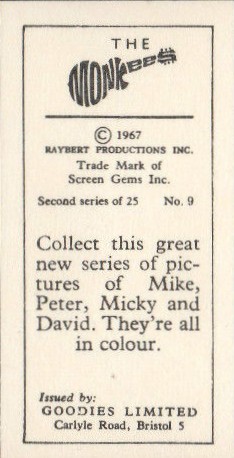 THE
MONKEES
© 1967
RAYBERT PRODUCTIONS INC.
Trade Mark of
Screen Gems Inc.
Second series of 25 No. 9
Collect this great
new series of pic-
tures of Mike,
Peter, Micky and
David. They're all
in colour.
Issued by:
GOODIES LIMITED
Carlyle Road, Bristol 5